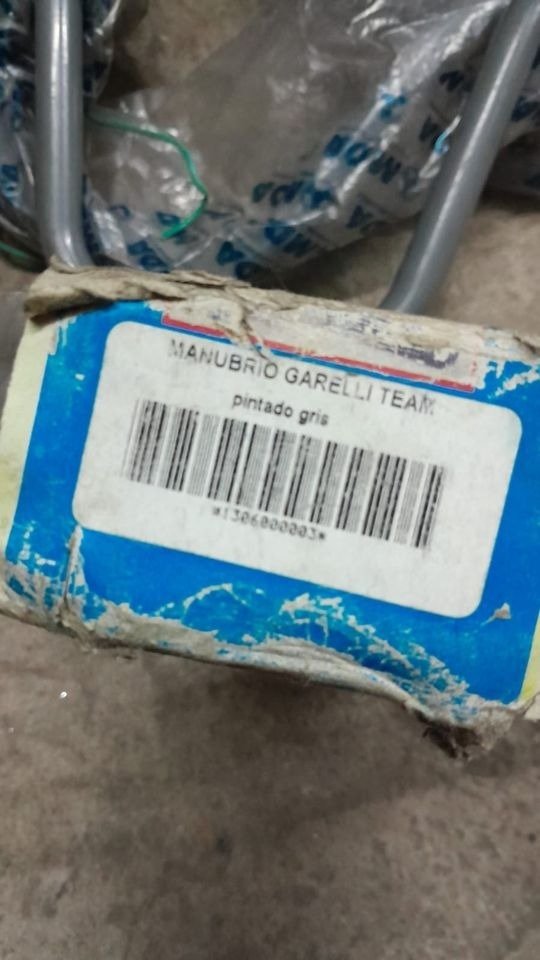 MANUBRIO GARELLI TEAM
pintado gris
*1306000003*